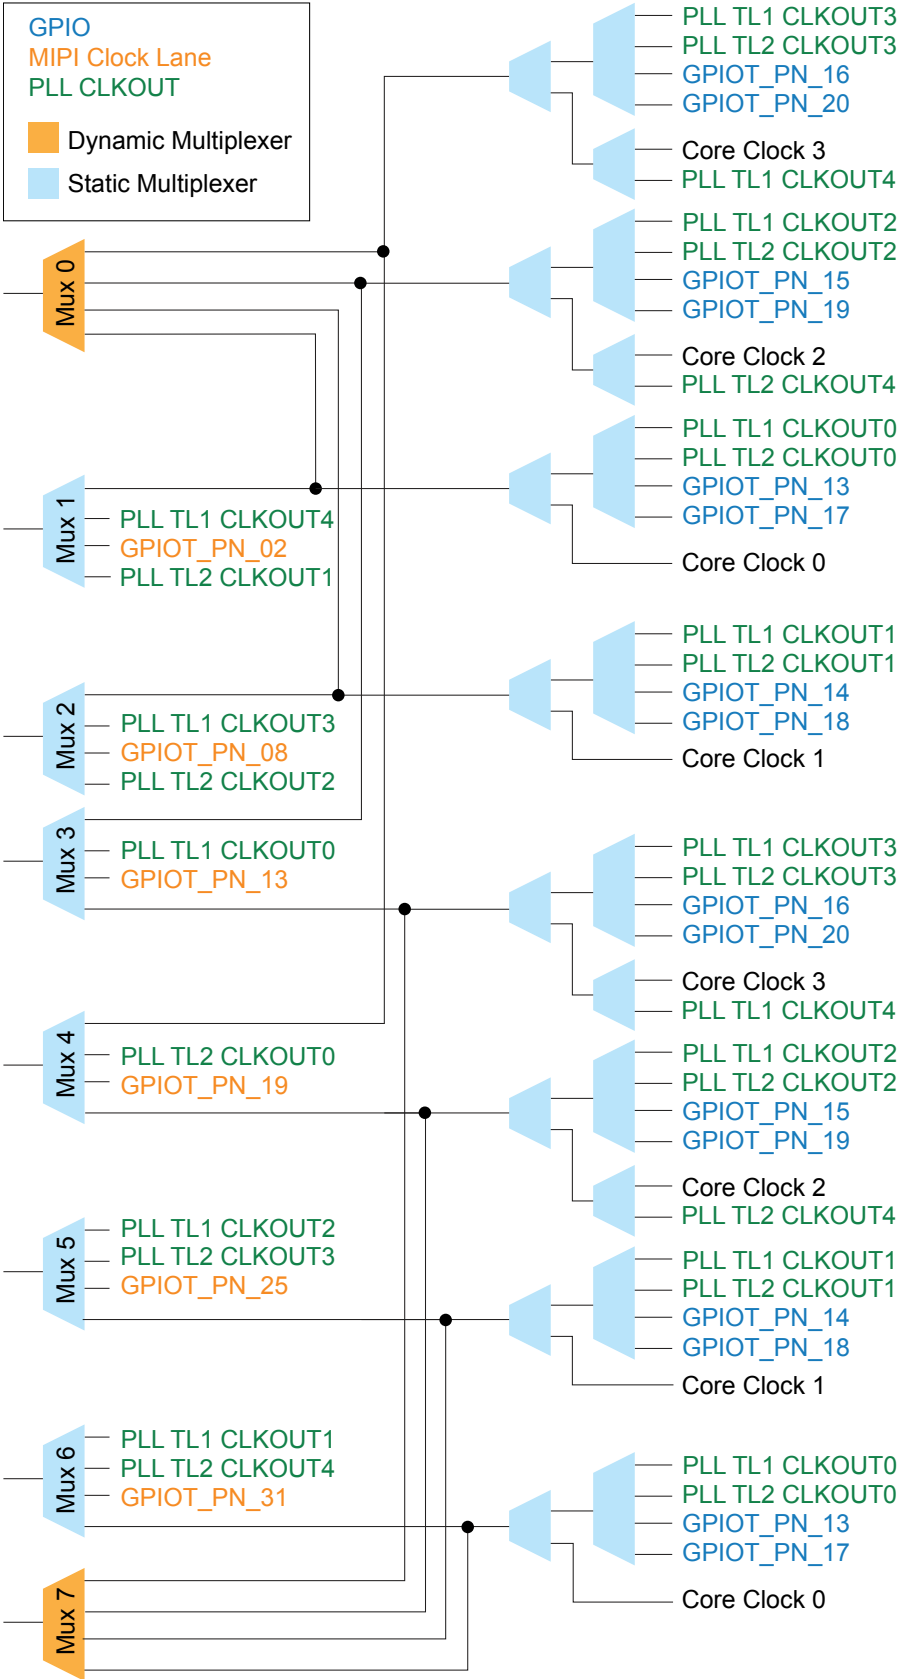 GPIO
MIPI Clock Lane
PLL CLKOUT
Dynamic Multiplexer
Static Multiplexer
Mux 0
Mux 1
PLL TL1 CLKOUT4
GPIOT_PN_02
PLL TL2 CLKOUT1
Mux 2
PLL TL1 CLKOUT3
GPIOT_PN_08
PLL TL2 CLKOUT2
Mux 3
PLL TL1 CLKOUT0
GPIOT_PN_13
Mux 4
PLL TL2 CLKOUT0
GPIOT_PN_19
Mux 5
PLL TL1 CLKOUT2
PLL TL2 CLKOUT3
GPIOT_PN_25
Mux 6
PLL TL1 CLKOUT1
PLL TL2 CLKOUT4
GPIOT_PN_31
Mux 7
PLL TL1 CLKOUT3
PLL TL2 CLKOUT3
GPIOT_PN_16
GPIOT_PN_20
Core Clock 3
PLL TL1 CLKOUT4
PLL TL1 CLKOUT2
PLL TL2 CLKOUT2
GPIOT_PN_15
GPIOT_PN_19
Core Clock 2
PLL TL2 CLKOUT4
PLL TL1 CLKOUT0
PLL TL2 CLKOUT0
GPIOT_PN_13
GPIOT_PN_17
Core Clock 0
PLL TL1 CLKOUT1
PLL TL2 CLKOUT1
GPIOT_PN_14
GPIOT_PN_18
Core Clock 1
PLL TL1 CLKOUT3
PLL TL2 CLKOUT3
GPIOT_PN_16
GPIOT_PN_20
Core Clock 3
PLL TL1 CLKOUT4
PLL TL1 CLKOUT2
PLL TL2 CLKOUT2
GPIOT_PN_15
GPIOT_PN_19
Core Clock 2
PLL TL2 CLKOUT4
PLL TL1 CLKOUT1
PLL TL2 CLKOUT1
GPIOT_PN_14
GPIOT_PN_18
Core Clock 1
PLL TL1 CLKOUT0
PLL TL2 CLKOUT0
GPIOT_PN_13
GPIOT_PN_17
Core Clock 0